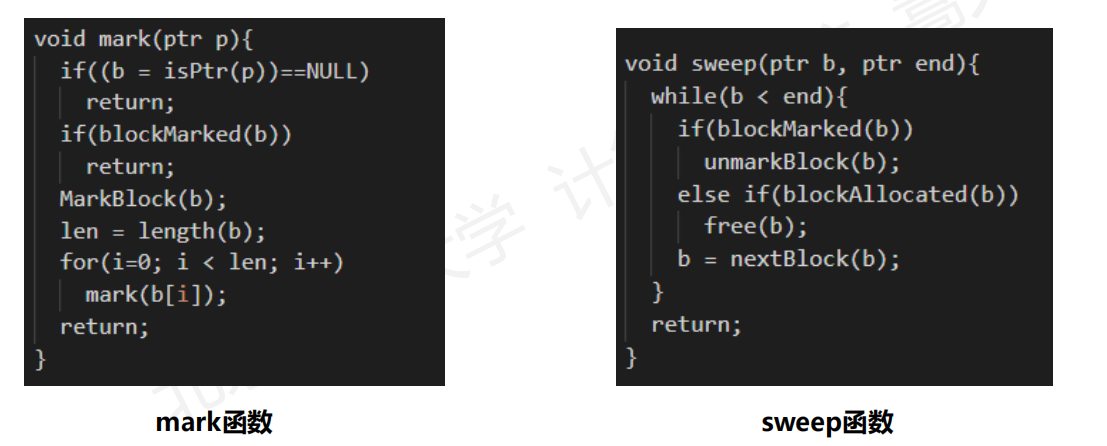 void mark(ptr p){
if((b = isPtr(p))==NULL)
return;
if(blockMarked(b))
return;
MarkBlock(b);
len = length(b);
for(i=0; i < len; i++)
mark(b[i]);
return;
}
mark函数
void sweep(ptr b, ptr end){
while(b < end){
if(blockMarked(b))
unmarkBlock(b);
else if(blockAllocated(b))
free(b);
b = nextBlock(b);
}
return;
}
sweep函数